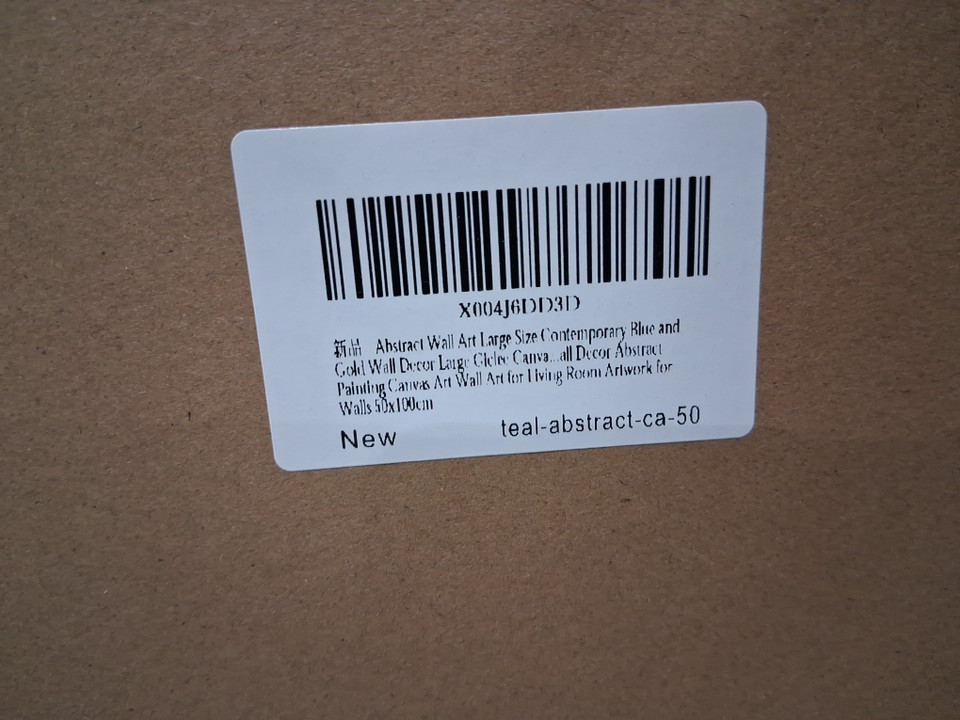 X004J6DD3D
新品 Abstract Wall Art Large Size Contemporary Blue and
Gold Wall Decor Large Giclee Canva...all Decor Abstract
Painting Canvas Art Wall Art for Living Room Artwork for
Walls 50x100cm
New teal-abstract-ca-50